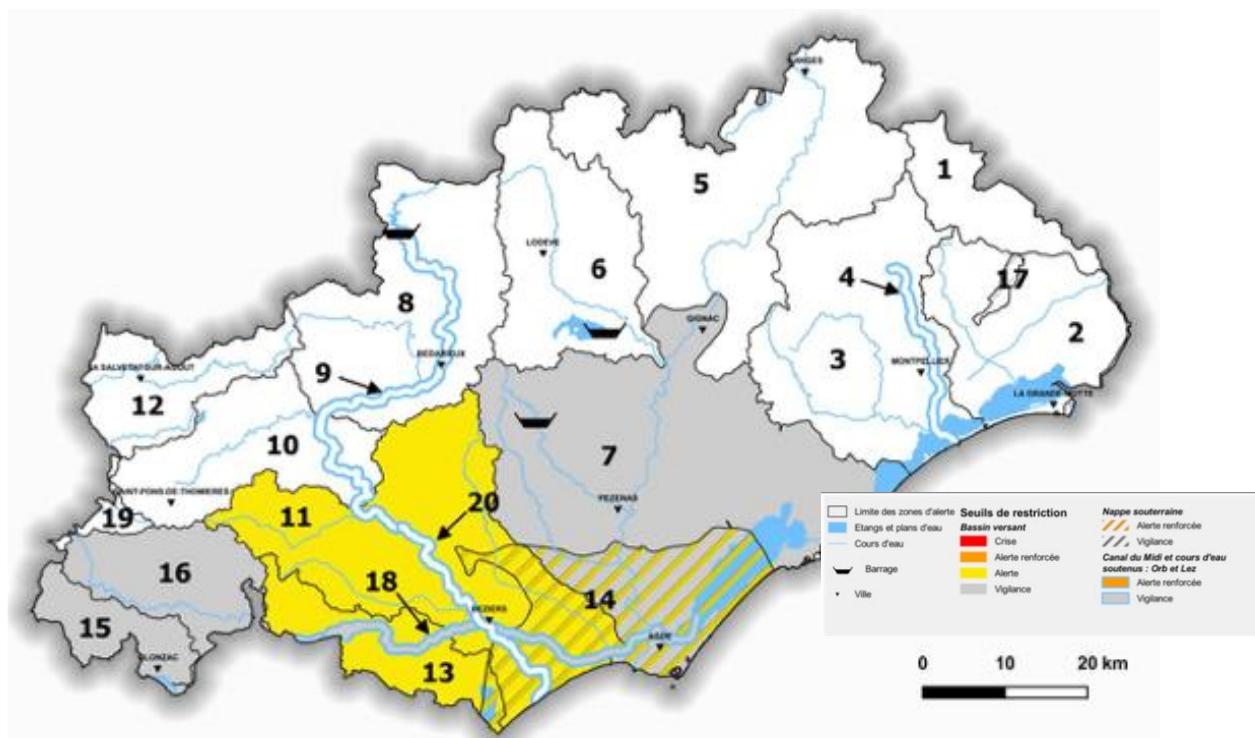 GANGES
1
5
LODEVE
6
4
17
8
2
GIGNAC
BEDARIEUX
3
MONTPELLIER
LA SALVETAT-SUR-AGOUT
9
LA GRANDE-MOTTE
12
10
7
SAINT-PONS-DE-THOMIERES
PEZENAS
20
19
11
16
18
14
BEZIERS
15
AGDE
OLONZAC
13
Limite des zones d'alerte
Etangs et plans d'eau
Cours d'eau
Barrage
Ville
Seuils de restriction
Bassin versant
Crise
Alerte renforcée
Alerte
Vigilance
Nappe souterraine
Alerte renforcée
Vigilance
Canal du Midi et cours d'eau
soutenus : Orb et Lez
Alerte renforcée
Vigilance
0 10 20 km